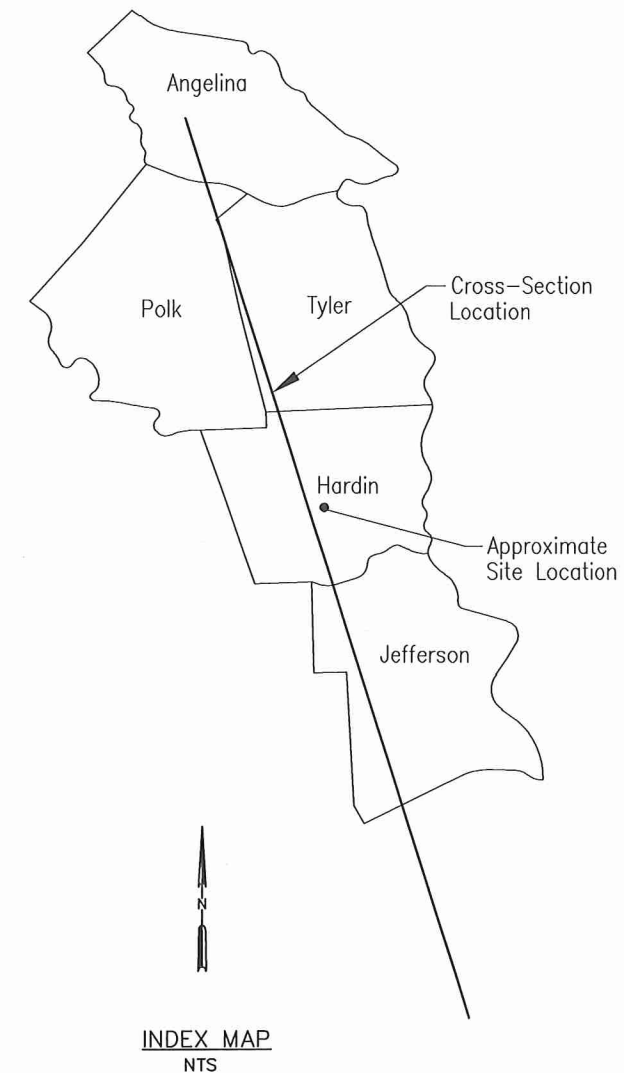 Angelina
Cross-Section
Location
Polk
Tyler
Hardin
Approximate
Site Location
Jefferson
N
INDEX MAP
NTS